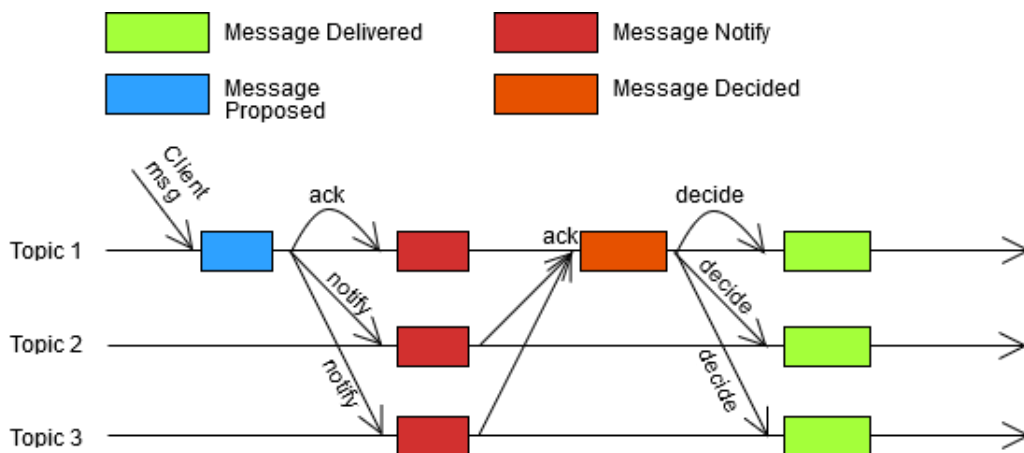 Message Delivered
Message Notify
Message
Proposed
Message Decided
Client
msg
ack
decide
Topic 1
ack
notify
decide
Topic 2
notify
decide
Topic 3